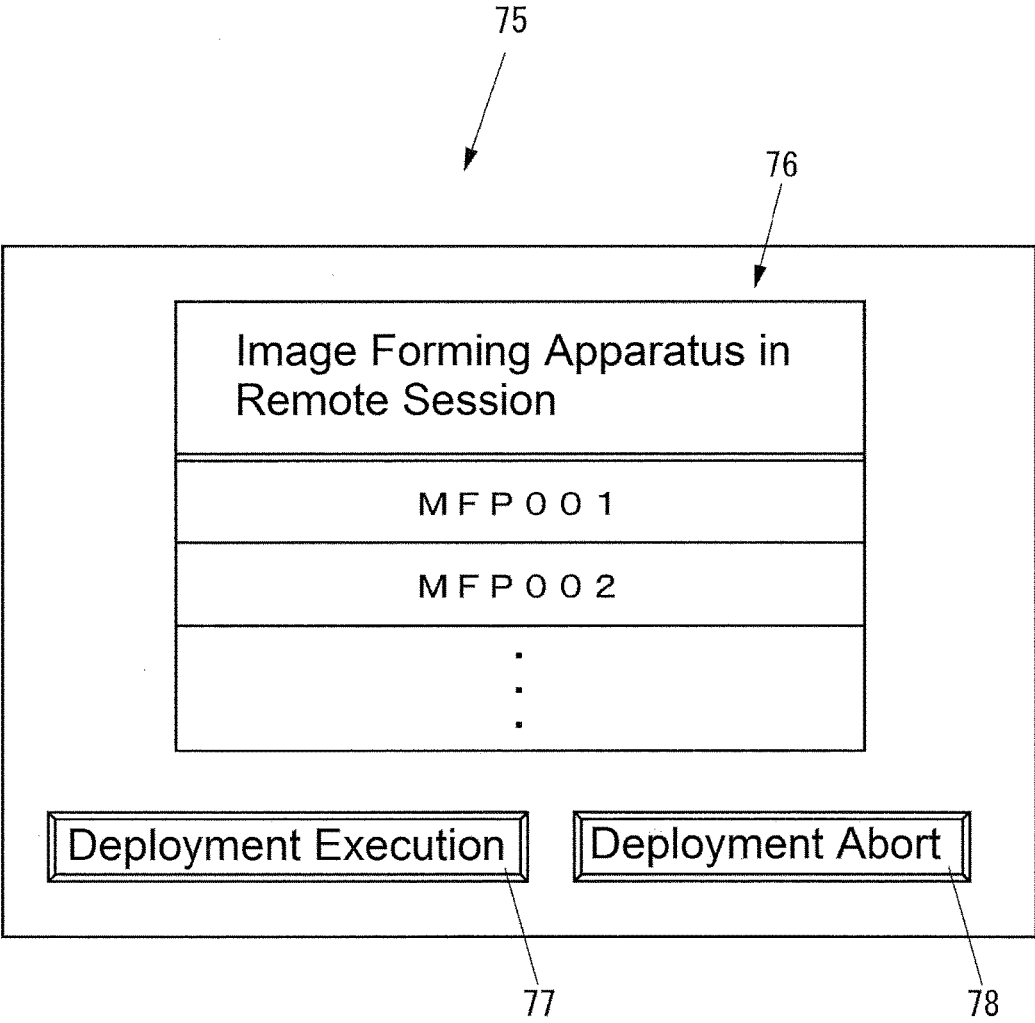 75
76
Image Forming Apparatus in
Remote Session
ＭＦＰ００１
ＭＦＰ００２
Deployment Execution
Deployment Abort
77
78